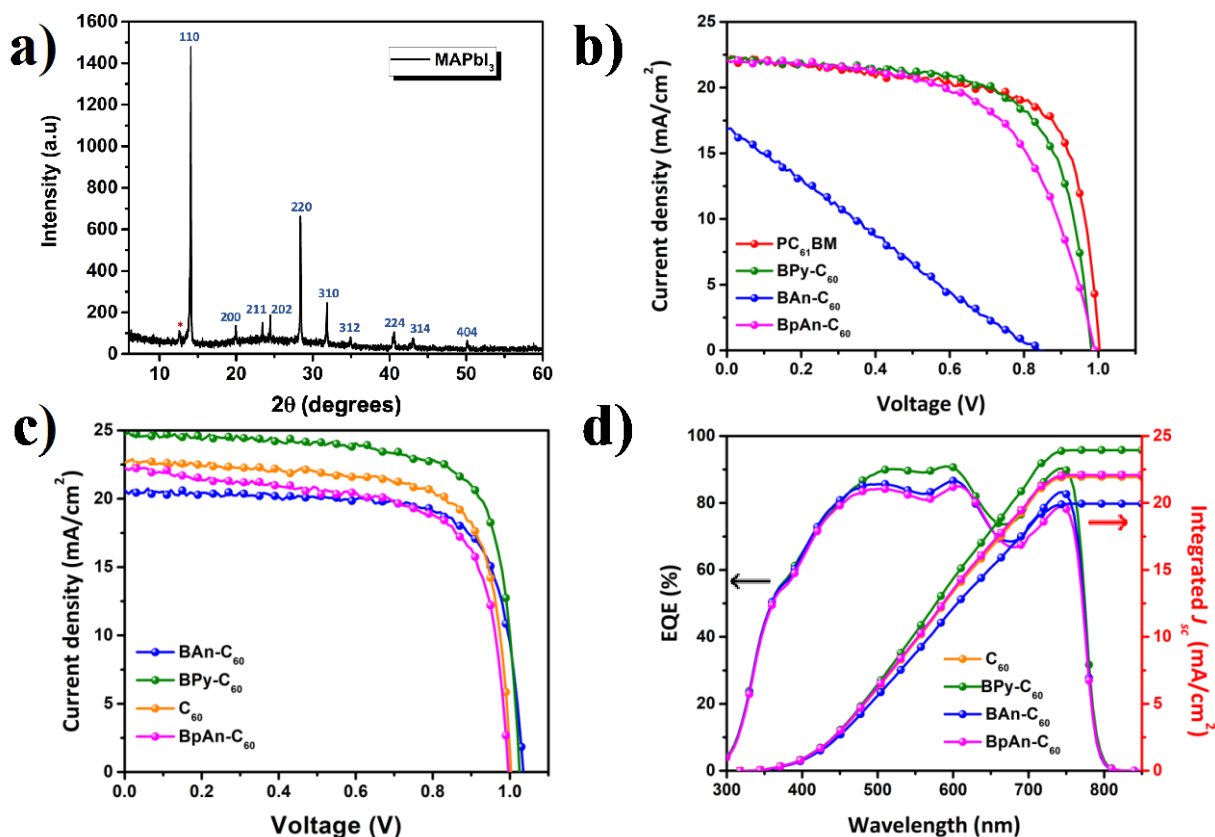 a)
1600
1400
1200
1000
800
600
400
200
0
Intensity (a.u)
110
*
200
211
202
220
310
312
224
314
404
MAPbI₃
10
20
30
40
50
60
2θ (degrees)
b)
25
20
15
10
5
0
Current density (mA/cm²)
PC₆₁BM
BPy-C₆₀
BAn-C₆₀
BpAn-C₆₀
0.0
0.2
0.4
0.6
0.8
1.0
Voltage (V)
c)
25
20
15
10
5
0
Current density (mA/cm²)
BAn-C₆₀
BPy-C₆₀
C₆₀
BpAn-C₆₀
0.0
0.2
0.4
0.6
0.8
1.0
Voltage (V)
d)
100
80
60
40
20
0
EQE (%)
C₆₀
BPy-C₆₀
BAn-C₆₀
BpAn-C₆₀
25
20
15
10
5
0
Integrated Jsc (mA/cm²)
300
400
500
600
700
800
Wavelength (nm)